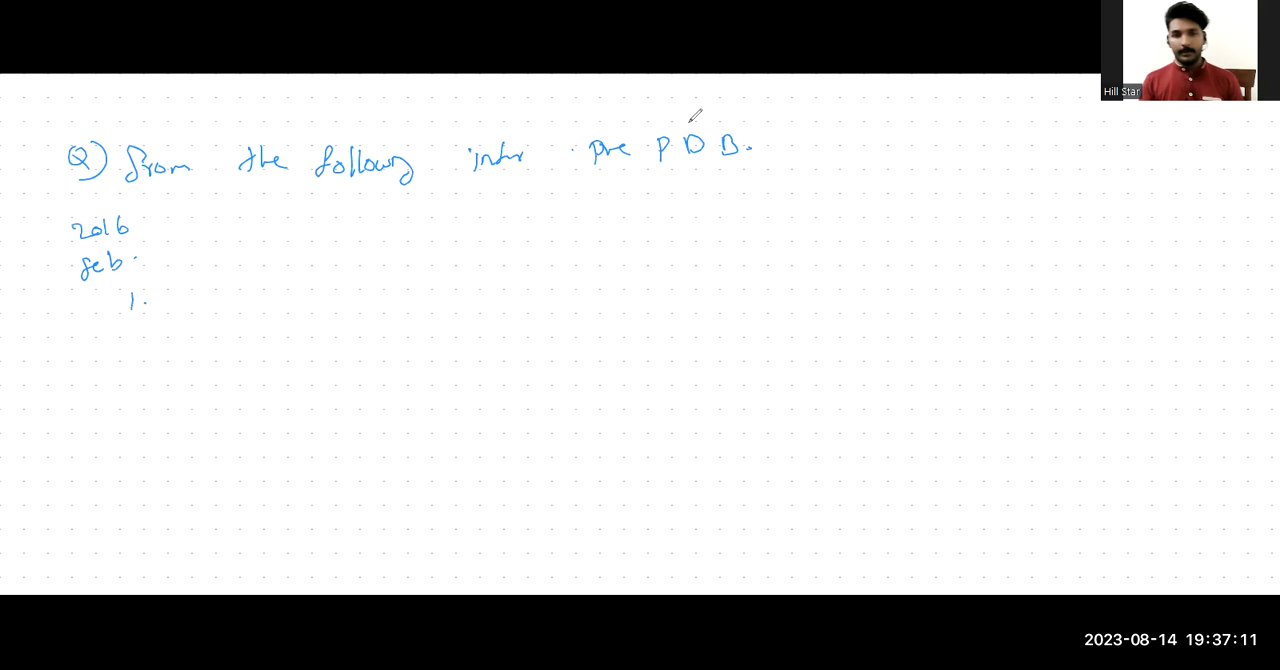 Hill Star
Q) from the following infor . pre P D B.
2016
feb.
1.
2023-08-14 19:37:11